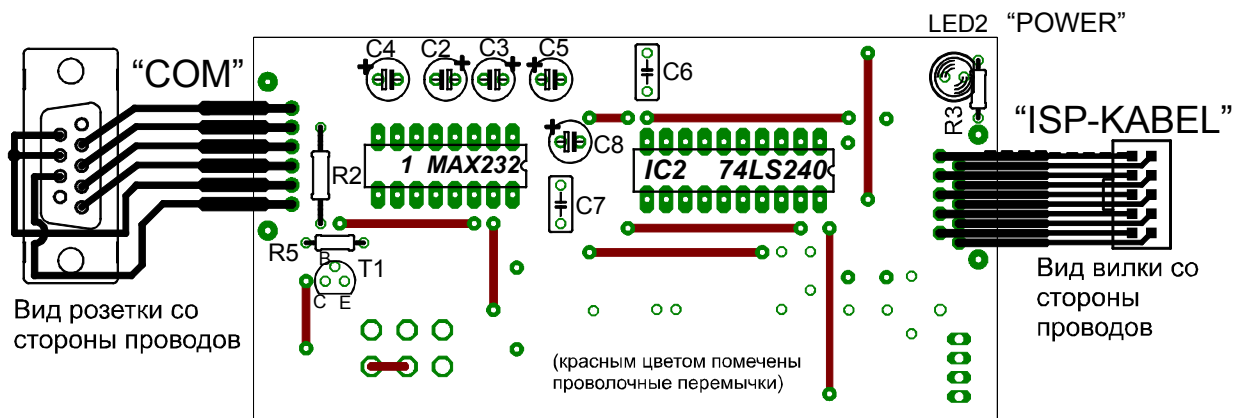 LED2 “POWER”
C4 C2 C3 C5
“COM”
C6
R3
“ISP-KABEL”
C8
1 MAX232
IC2 74LS240
R2
C7
R5
B
T1
C E
Вид розетки со
стороны проводов
Вид вилки со
стороны
проводов
(красным цветом помечены
проволочные перемычки)